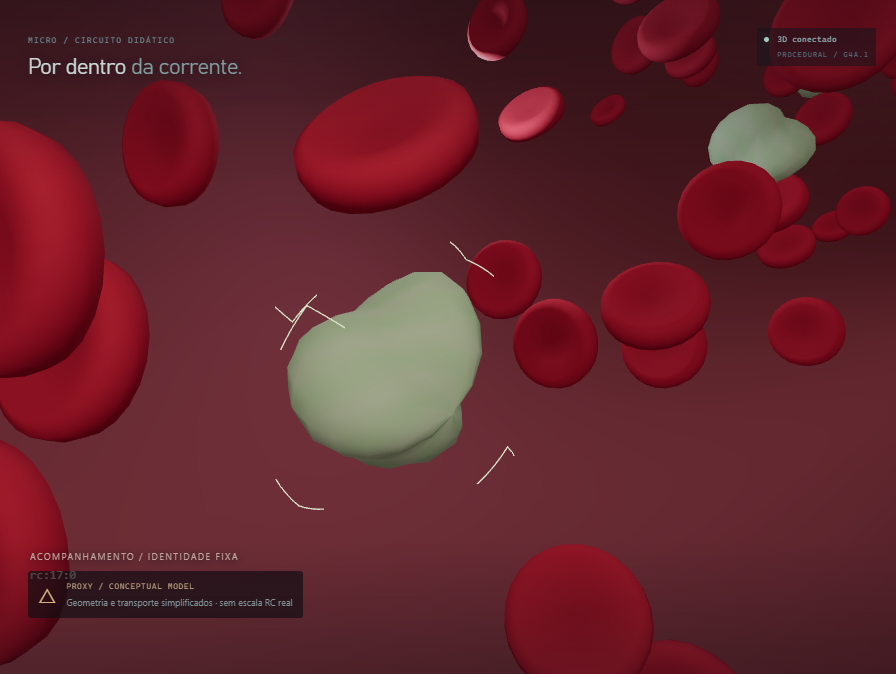 MICRO / CIRCUITO DIDÁTICO
Por dentro da corrente.
3D conectado
PROCEDURAL / G4A.1
ACOMPANHAMENTO / IDENTIDADE FIXA
rc:17:0
PROXY / CONCEPTUAL MODEL
Geometria e transporte simplificados · sem escala RC real